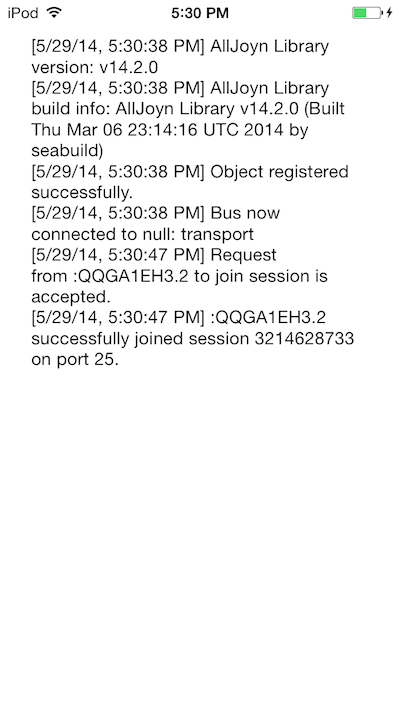 iPod 5:30 PM
[5/29/14, 5:30:38 PM] AllJoyn Library
version: v14.2.0
[5/29/14, 5:30:38 PM] AllJoyn Library
build info: AllJoyn Library v14.2.0 (Built
Thu Mar 06 23:14:16 UTC 2014 by
seabuild)
[5/29/14, 5:30:38 PM] Object registered
successfully.
[5/29/14, 5:30:38 PM] Bus now
connected to null: transport
[5/29/14, 5:30:47 PM] Request
from :QQGA1EH3.2 to join session is
accepted.
[5/29/14, 5:30:47 PM] :QQGA1EH3.2
successfully joined session 3214628733
on port 25.